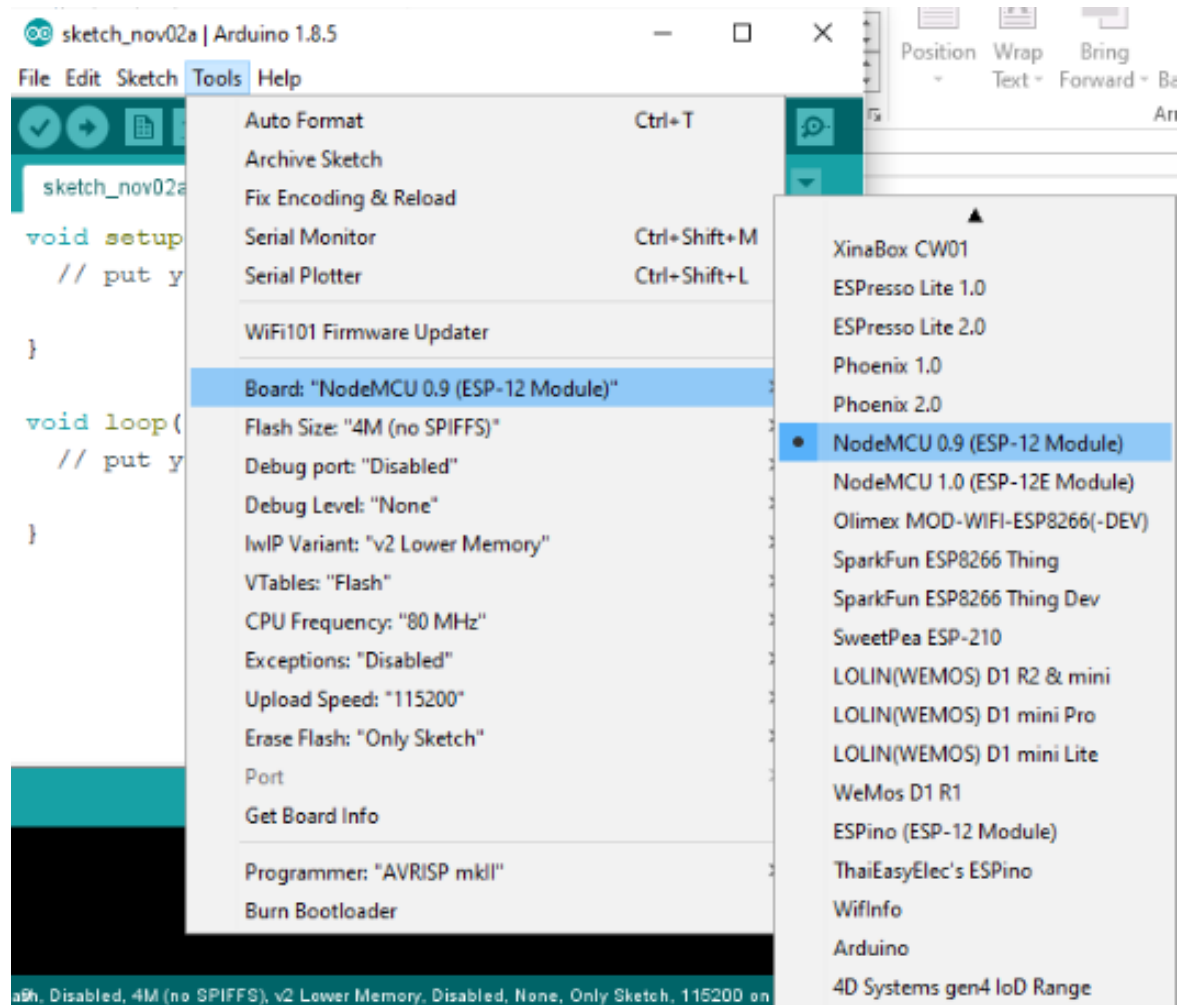 sketch_nov02a | Arduino 1.8.5
Position Wrap Bring
Text Forward
File Edit Sketch Tools Help
sketch_nov02a
void setup
// put y
}
void loop(
// put y
}
Auto Format Ctrl+T
Archive Sketch
Fix Encoding & Reload
Serial Monitor Ctrl+Shift+M
Serial Plotter Ctrl+Shift+L
WiFi101 Firmware Updater
Board: "NodeMCU 0.9 (ESP-12 Module)"
Flash Size: "4M (no SPIFFS)"
Debug port: "Disabled"
Debug Level: "None"
IwIP Variant: "v2 Lower Memory"
VTables: "Flash"
CPU Frequency: "80 MHz"
Exceptions: "Disabled"
Upload Speed: "115200"
Erase Flash: "Only Sketch"
Port
Get Board Info
Programmer: "AVRISP mkII"
Burn Bootloader
XinaBox CW01
ESPresso Lite 1.0
ESPresso Lite 2.0
Phoenix 1.0
Phoenix 2.0
NodeMCU 0.9 (ESP-12 Module)
NodeMCU 1.0 (ESP-12E Module)
Olimex MOD-WIFI-ESP8266(-DEV)
SparkFun ESP8266 Thing
SparkFun ESP8266 Thing Dev
SweetPea ESP-210
LOLIN(WEMOS) D1 R2 & mini
LOLIN(WEMOS) D1 mini Pro
LOLIN(WEMOS) D1 mini Lite
WeMos D1 R1
ESPino (ESP-12 Module)
ThaiEasyElec's ESPino
WifInfo
Arduino
4D Systems gen4 IoD Range
Disabled, 4M (no SPIFFS), v2 Lower Memory, Disabled, None, Only Sketch, 115200 on